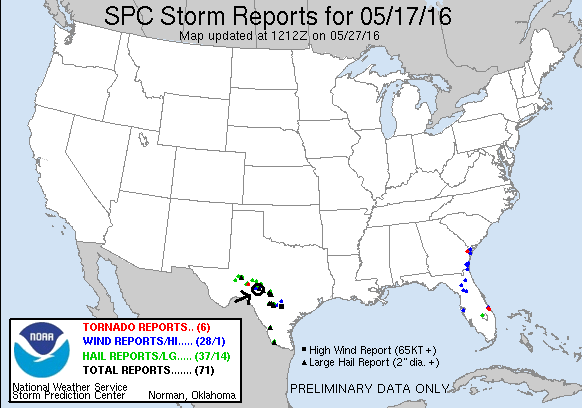 SPC Storm Reports for 05/17/16
Map updated at 1212Z on 05/27/16
TORNADO REPORTS.. (6)
WIND REPORTS/HI..... (28/1)
HAIL REPORTS/LG..... (37/14)
TOTAL REPORTS....... (71)
NOAA
National Weather Service
Storm Prediction Center Norman, Oklahoma
High Wind Report (65KT +)
Large Hail Report (2" dia. +)
PRELIMINARY DATA ONLY